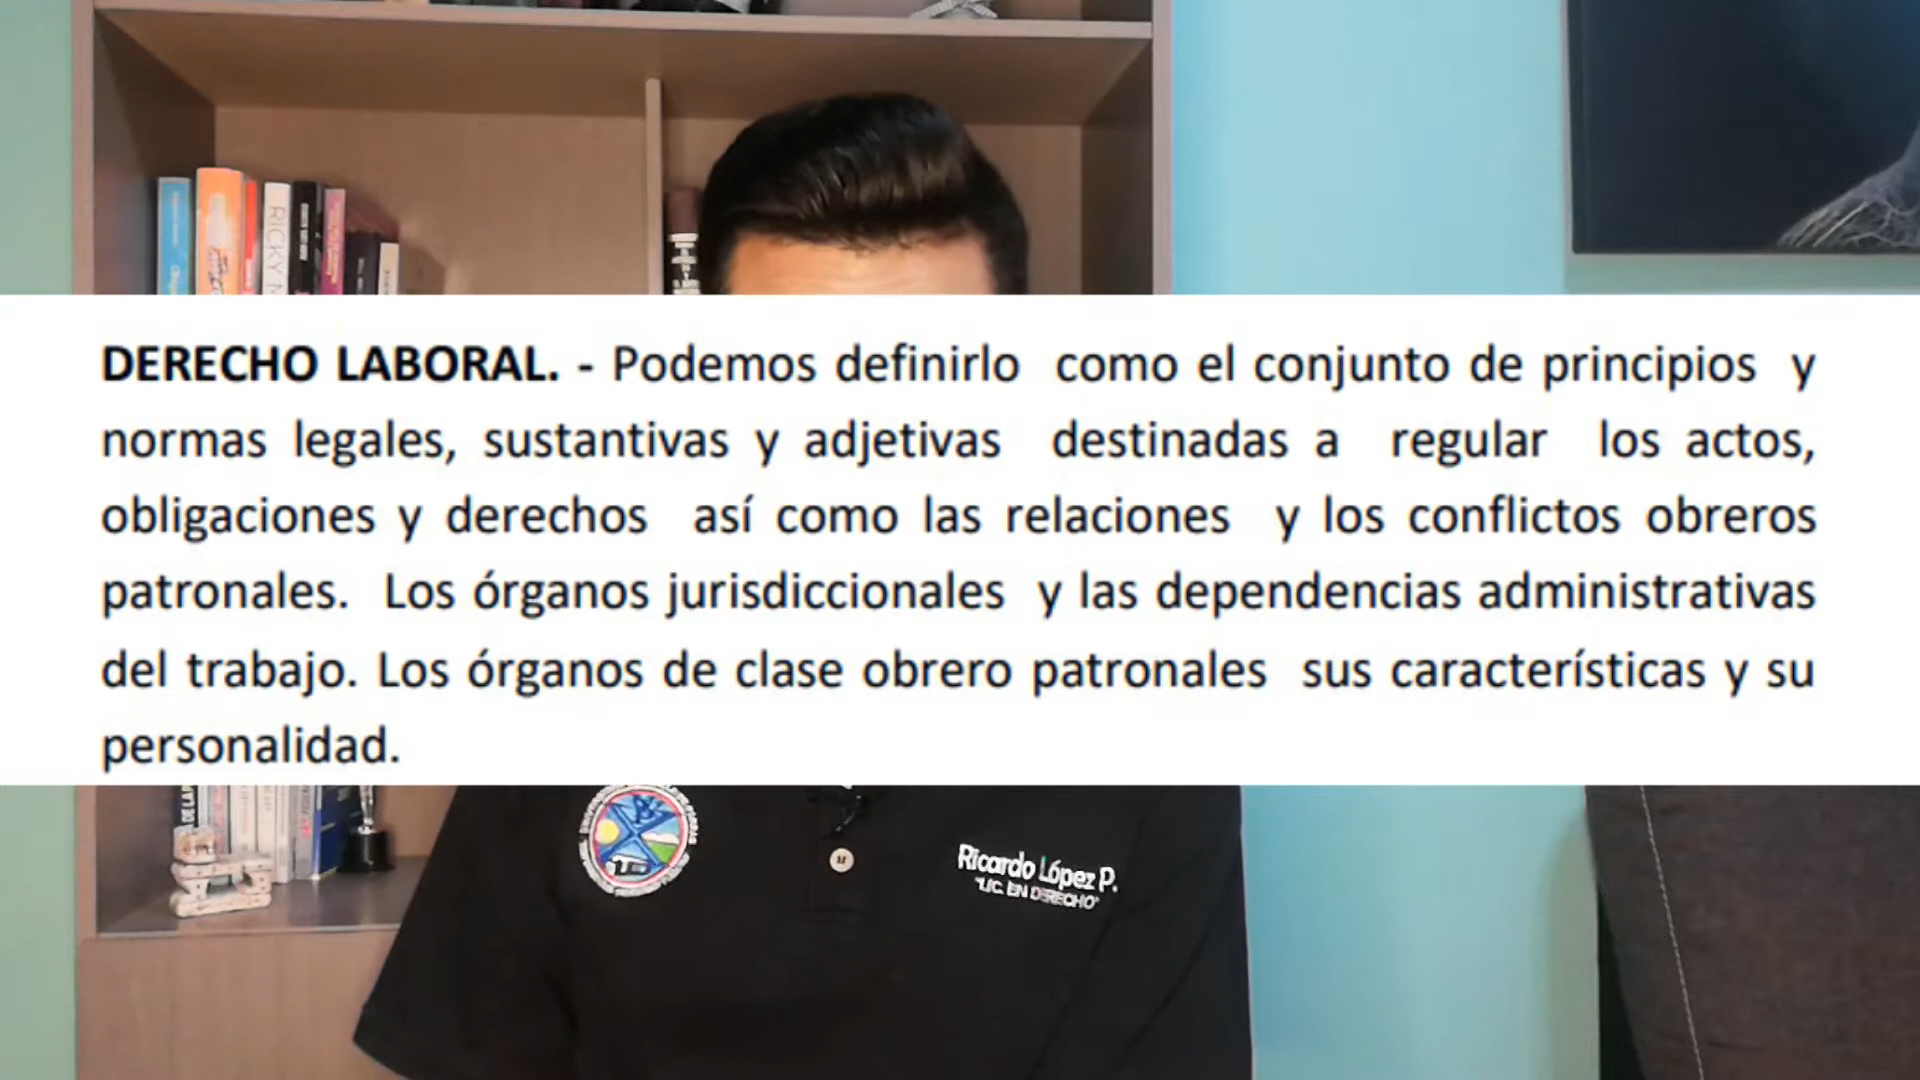 RICKY
DERECHO LABORAL. - Podemos definirlo como el conjunto de principios y
normas legales, sustantivas y adjetivas destinadas a regular los actos,
obligaciones y derechos así como las relaciones y los conflictos obreros
patronales. Los órganos jurisdiccionales y las dependencias administrativas
del trabajo. Los órganos de clase obrero patronales sus características y su
personalidad.
Ricardo López P.
"LIC. EN DERECHO"